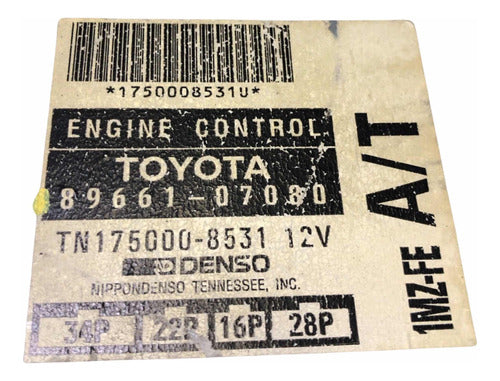 *1750008531U*
ENGINE CONTROL
TOYOTA
89661-07080
TN175000-8531 12V
DENSO
NIPPONDENSO TENNESSEE, INC.
34P 22P 16P 28P
1MZ-FE A/T